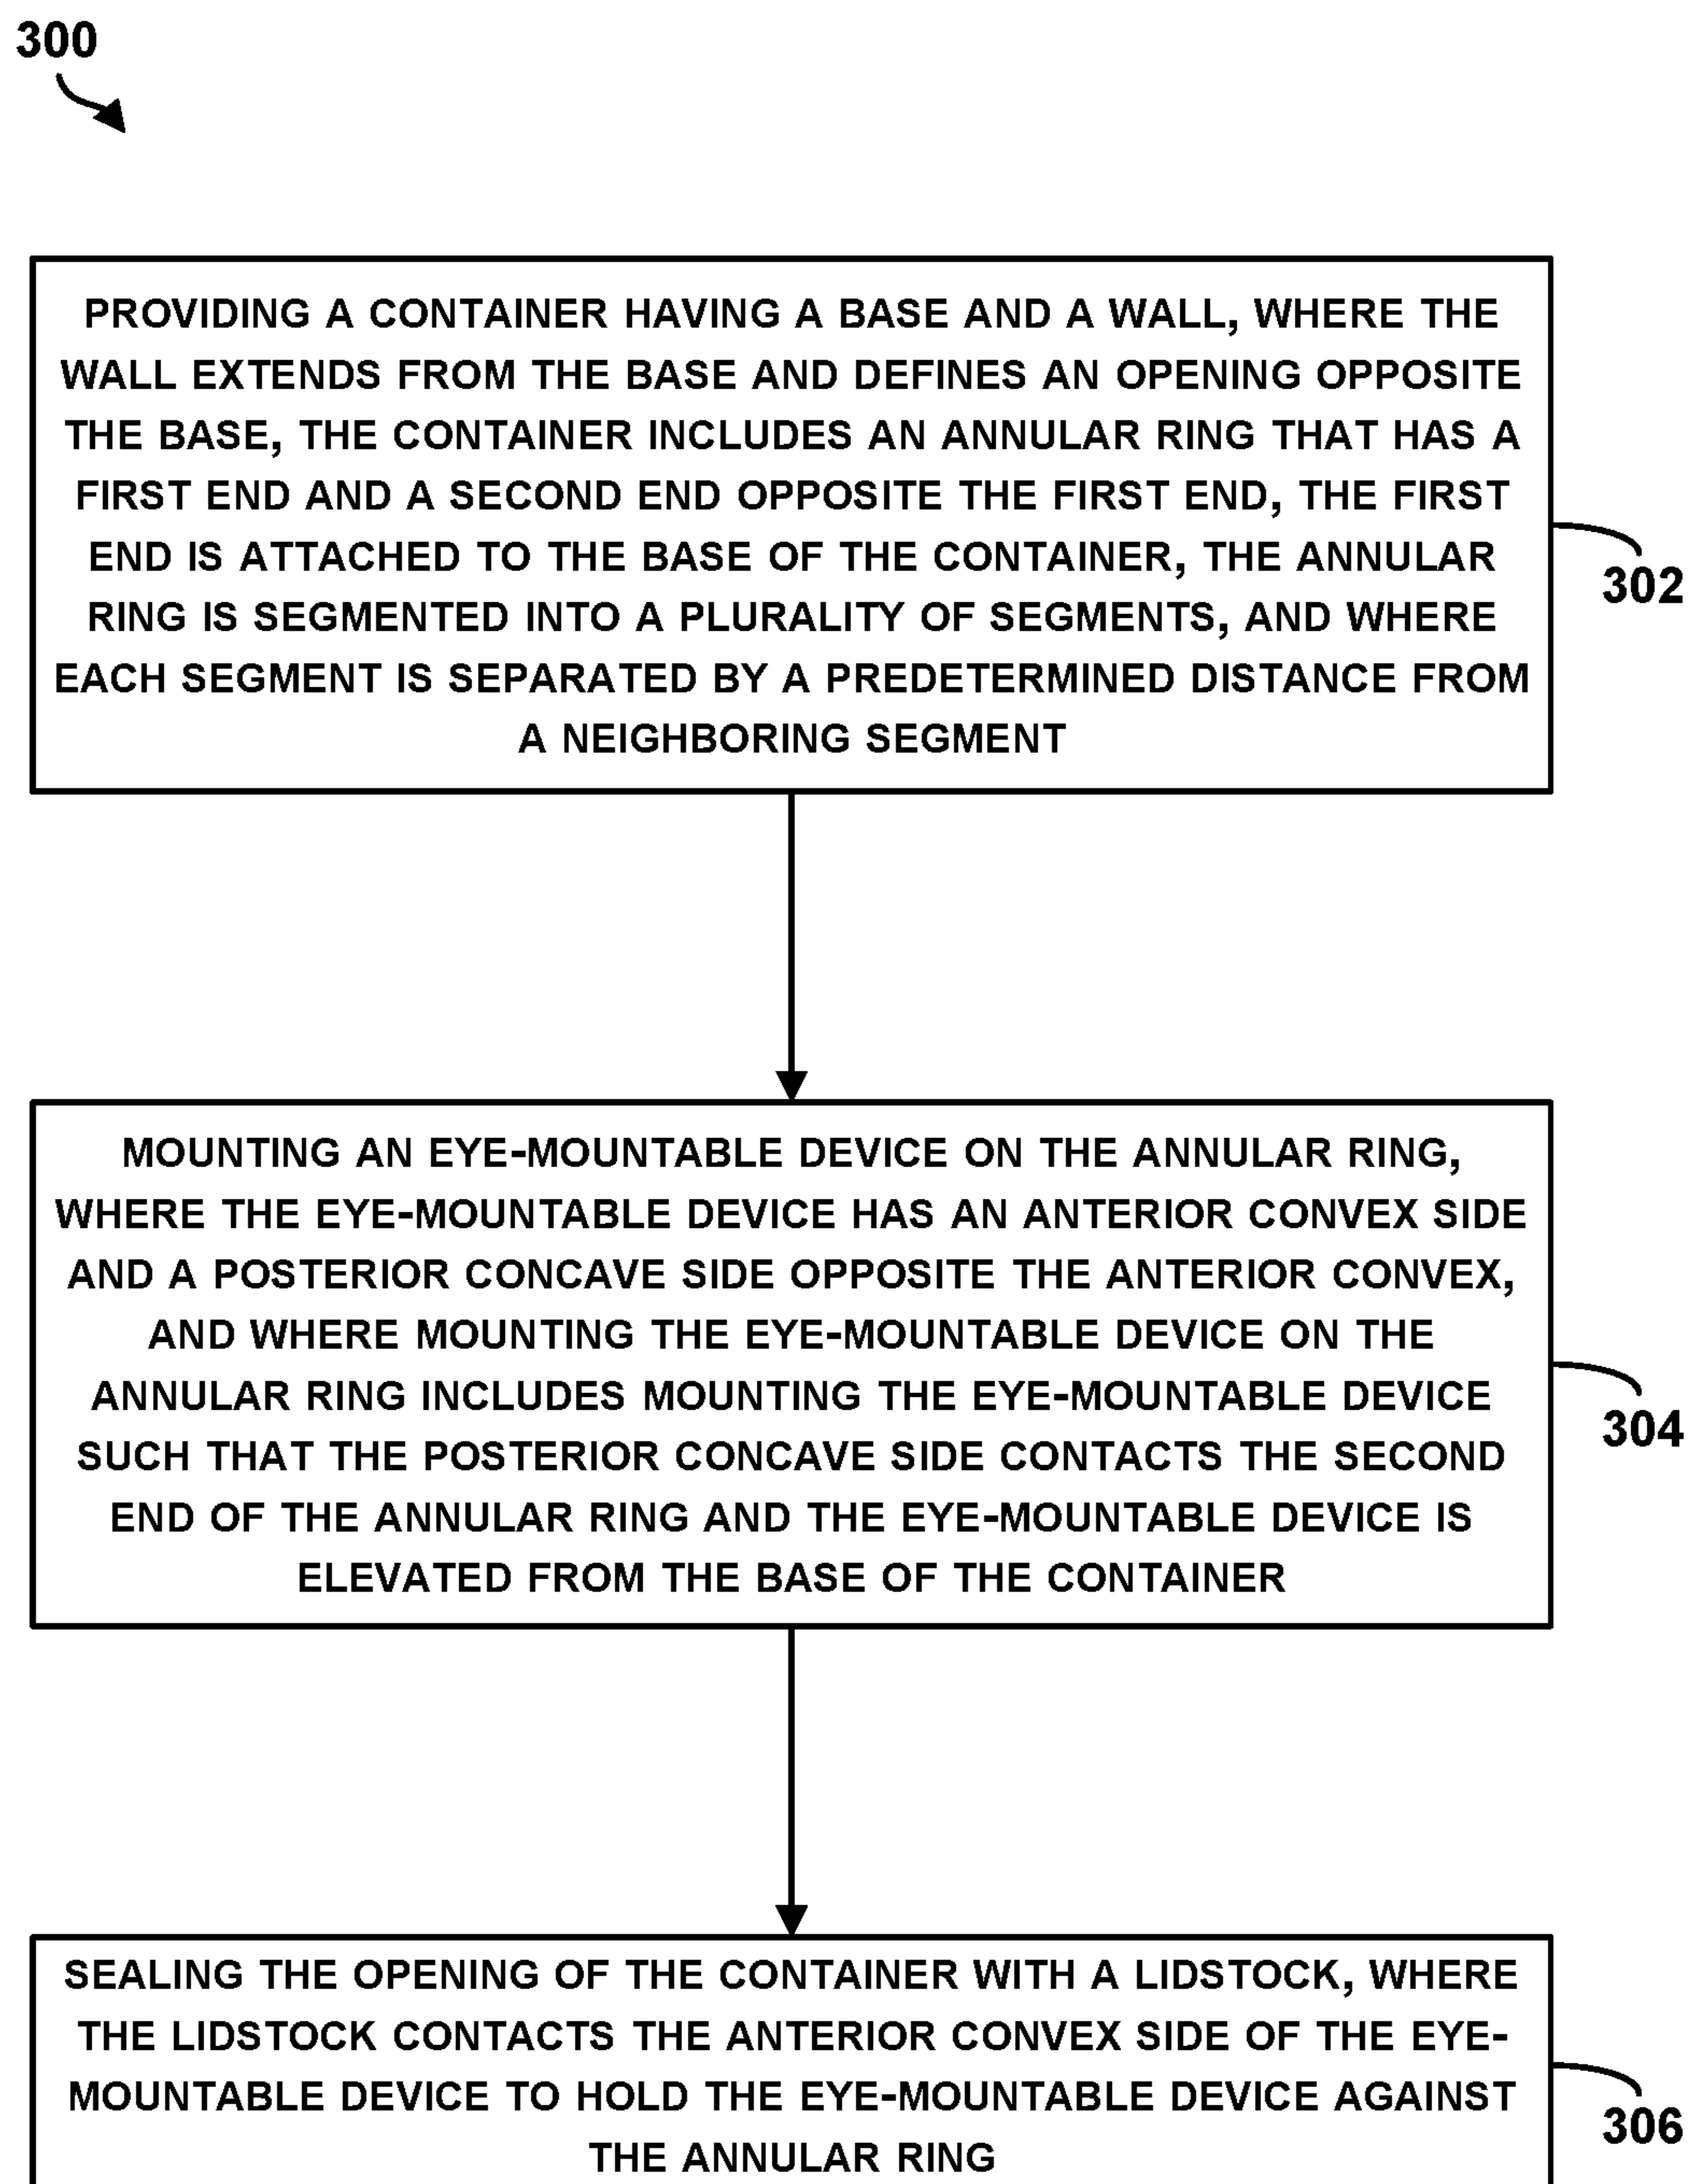 300
PROVIDING A CONTAINER HAVING A BASE AND A WALL, WHERE THE
WALL EXTENDS FROM THE BASE AND DEFINES AN OPENING OPPOSITE
THE BASE, THE CONTAINER INCLUDES AN ANNULAR RING THAT HAS A
FIRST END AND A SECOND END OPPOSITE THE FIRST END, THE FIRST
END IS ATTACHED TO THE BASE OF THE CONTAINER, THE ANNULAR
RING IS SEGMENTED INTO A PLURALITY OF SEGMENTS, AND WHERE
EACH SEGMENT IS SEPARATED BY A PREDETERMINED DISTANCE FROM
A NEIGHBORING SEGMENT
302
MOUNTING AN EYE-MOUNTABLE DEVICE ON THE ANNULAR RING,
WHERE THE EYE-MOUNTABLE DEVICE HAS AN ANTERIOR CONVEX SIDE
AND A POSTERIOR CONCAVE SIDE OPPOSITE THE ANTERIOR CONVEX,
AND WHERE MOUNTING THE EYE-MOUNTABLE DEVICE ON THE
ANNULAR RING INCLUDES MOUNTING THE EYE-MOUNTABLE DEVICE
SUCH THAT THE POSTERIOR CONCAVE SIDE CONTACTS THE SECOND
END OF THE ANNULAR RING AND THE EYE-MOUNTABLE DEVICE IS
ELEVATED FROM THE BASE OF THE CONTAINER
304
SEALING THE OPENING OF THE CONTAINER WITH A LIDSTOCK, WHERE
THE LIDSTOCK CONTACTS THE ANTERIOR CONVEX SIDE OF THE EYE-
MOUNTABLE DEVICE TO HOLD THE EYE-MOUNTABLE DEVICE AGAINST
THE ANNULAR RING
306